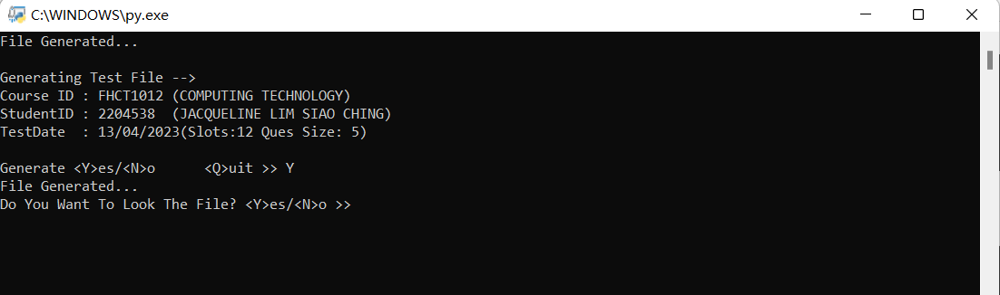 C:\WINDOWS\py.exe
File Generated...
Generating Test File -->
Course ID : FHCT1012 (COMPUTING TECHNOLOGY)
StudentID : 2204538  (JACQUELINE LIM SIAO CHING)
TestDate  : 13/04/2023(Slots:12 Ques Size: 5)
Generate <Y>es/<N>o      <Q>uit >> Y
File Generated...
Do You Want To Look The File? <Y>es/<N>o >>